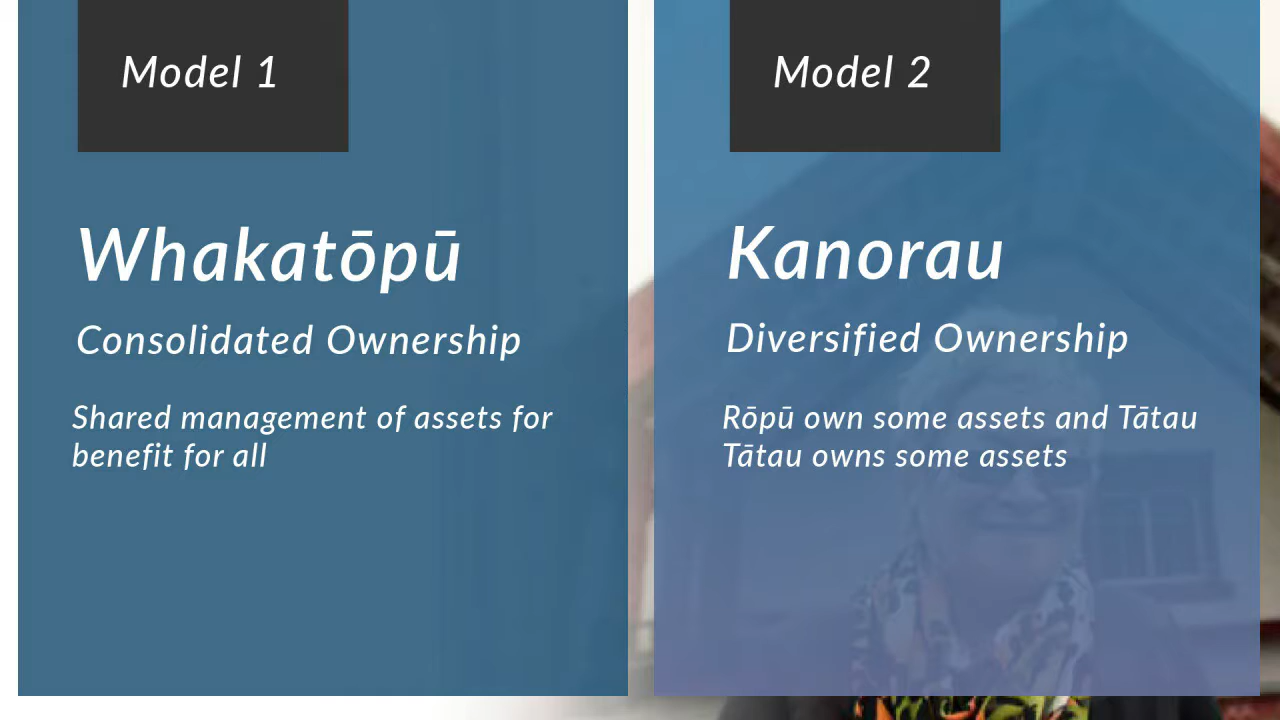 Model 1
Whakatōpū
Consolidated Ownership
Shared management of assets for
benefit for all
Model 2
Kanorau
Diversified Ownership
Rōpū own some assets and Tātau
Tātau owns some assets